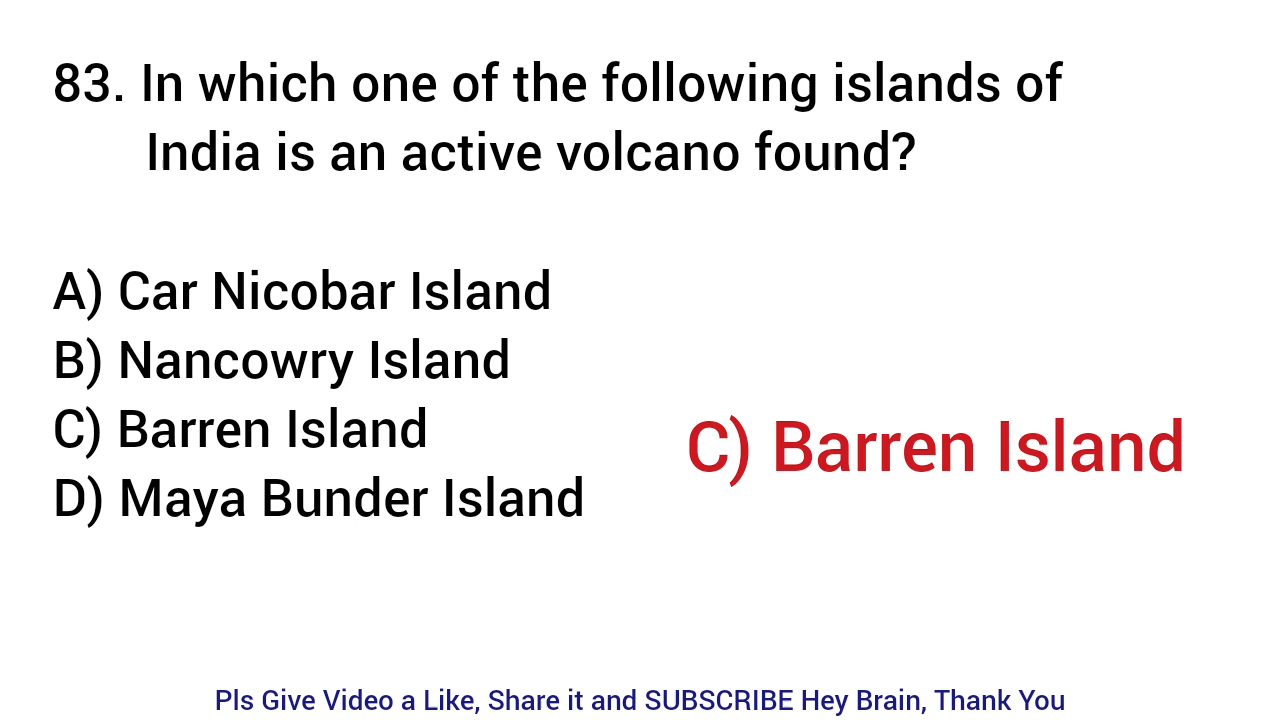 83. In which one of the following islands of
India is an active volcano found?
A) Car Nicobar Island
B) Nancowry Island
C) Barren Island
D) Maya Bunder Island
C) Barren Island
Pls Give Video a Like, Share it and SUBSCRIBE Hey Brain, Thank You